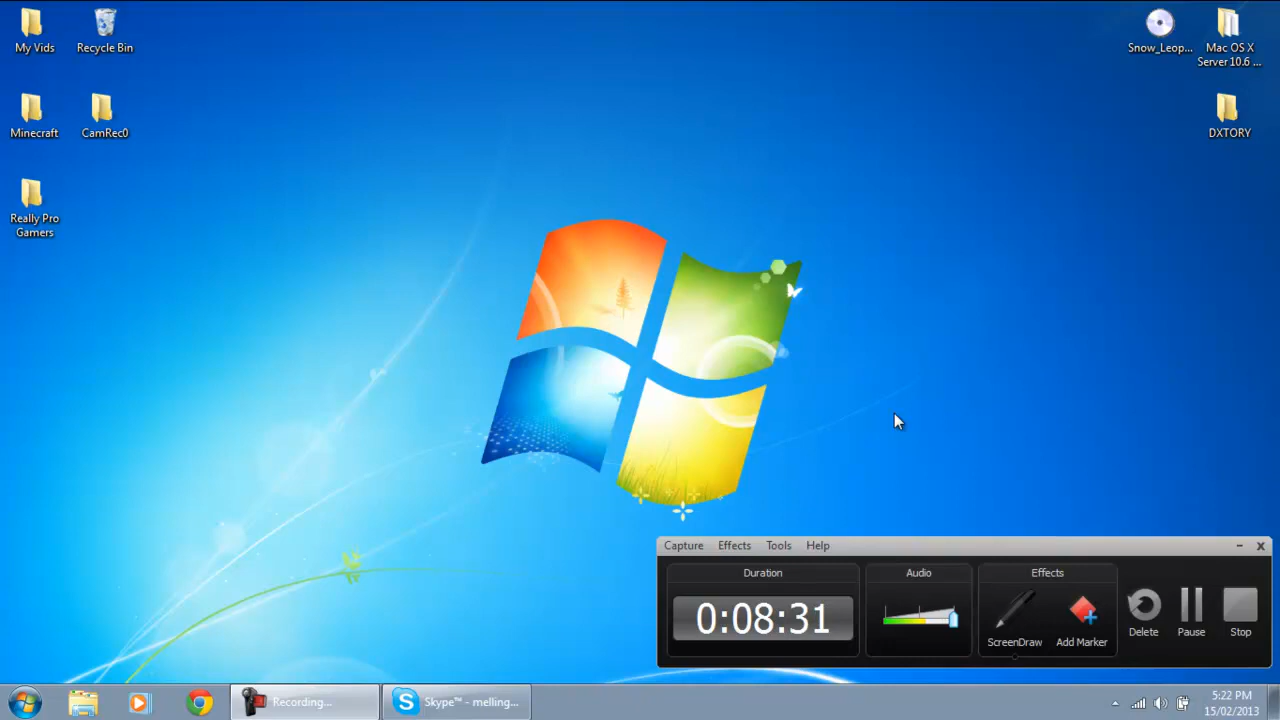 My Vids
Recycle Bin
Snow_Leop...
Mac OS X
Server 10.6 ...
Minecraft
CamRec0
DXTORY
Really Pro
Gamers
Capture Effects Tools Help
Duration
Audio
Effects
0:08:31
ScreenDraw
Add Marker
Delete
Pause
Stop
Recording...
Skype™ - melling...
5:22 PM
15/02/2013